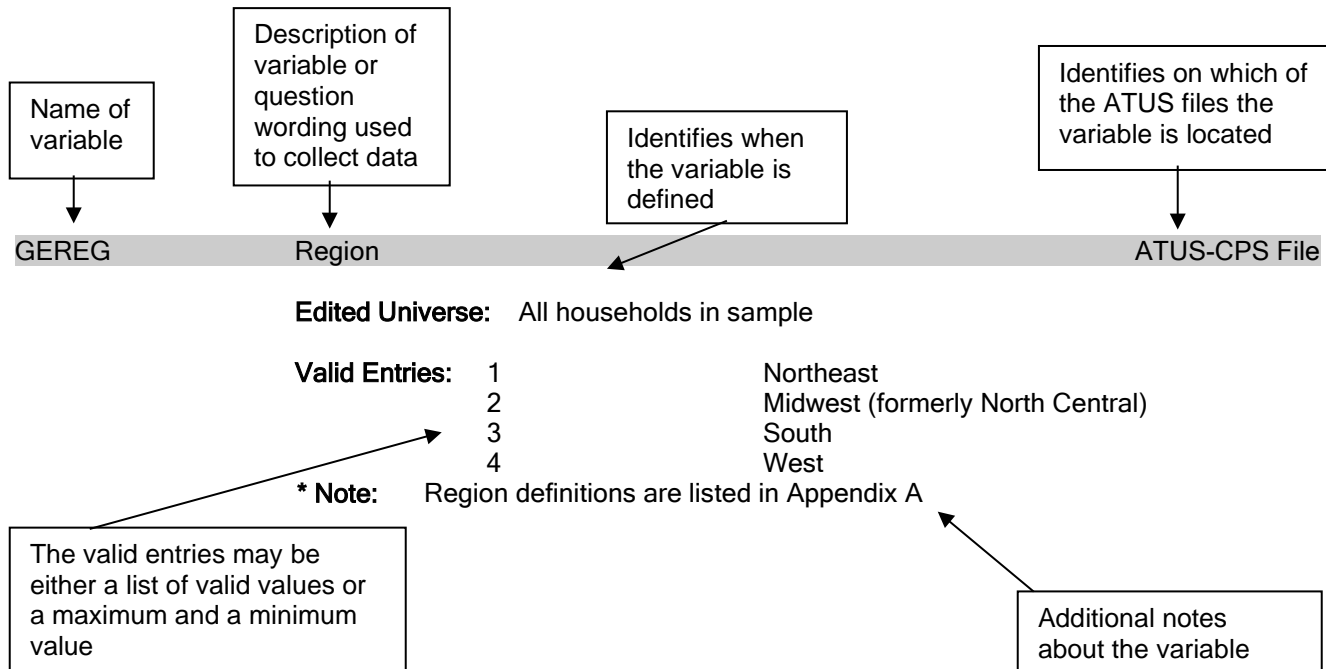 Description of
variable or
question
wording used
to collect data
Identifies on which of
the ATUS files the
variable is located
Name of
variable
Identifies when
the variable is
defined
GEREG Region ATUS-CPS File
Edited Universe: All households in sample
Valid Entries: 1 Northeast
2 Midwest (formerly North Central)
3 South
4 West
* Note: Region definitions are listed in Appendix A
The valid entries may be
either a list of valid values or
a maximum and a minimum
value
Additional notes
about the variable